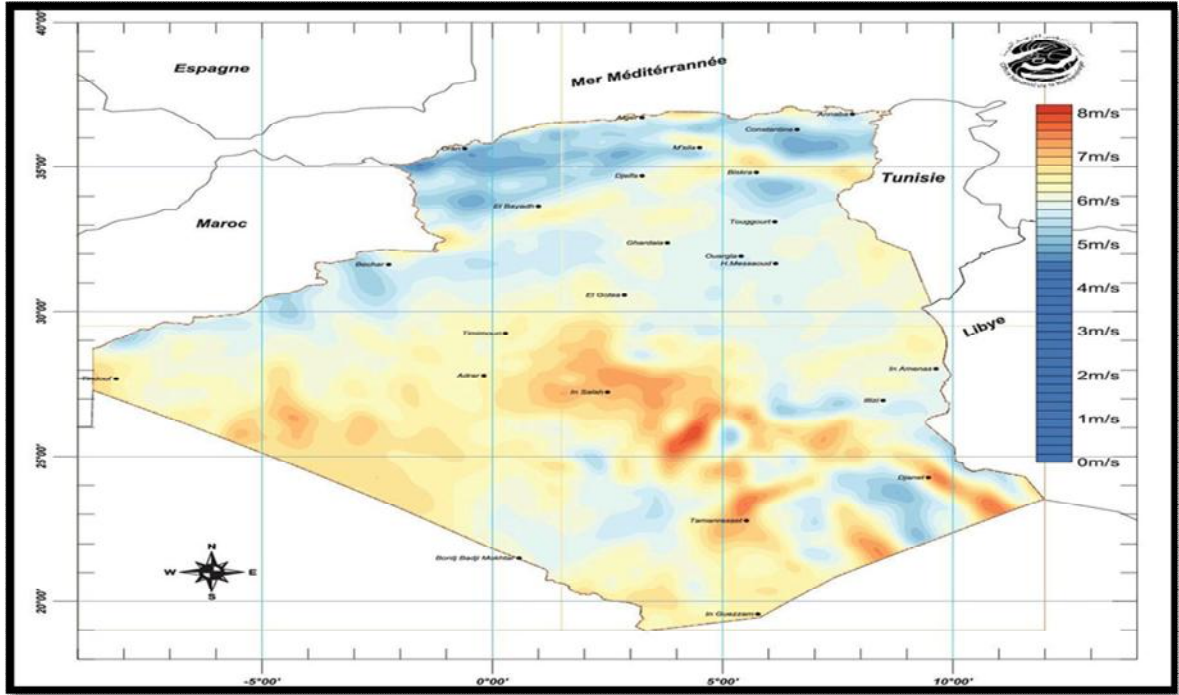 40°00'
Espagne
Mer Méditérrannée
8m/s
Alger
Annaba
Constantine
7m/s
Oran
M'sila
35°00'
Djelfa
Biskra
Tunisie
6m/s
El Bayadh
Maroc
Touggourt
5m/s
Ghardaia
Ouargla
H.Messaoud
Bechar
4m/s
El Golea
30°00'
3m/s
Timimoun
Libye
2m/s
Tindouf
Adrar
In Amenas
In Salah
Illizi
1m/s
25°00'
0m/s
Djanet
Tamanrasset
Bordj Badji Mokhtar
N
W
E
S
20°00'
In Guezzam
-5°00'
0°00'
5°00'
10°00'